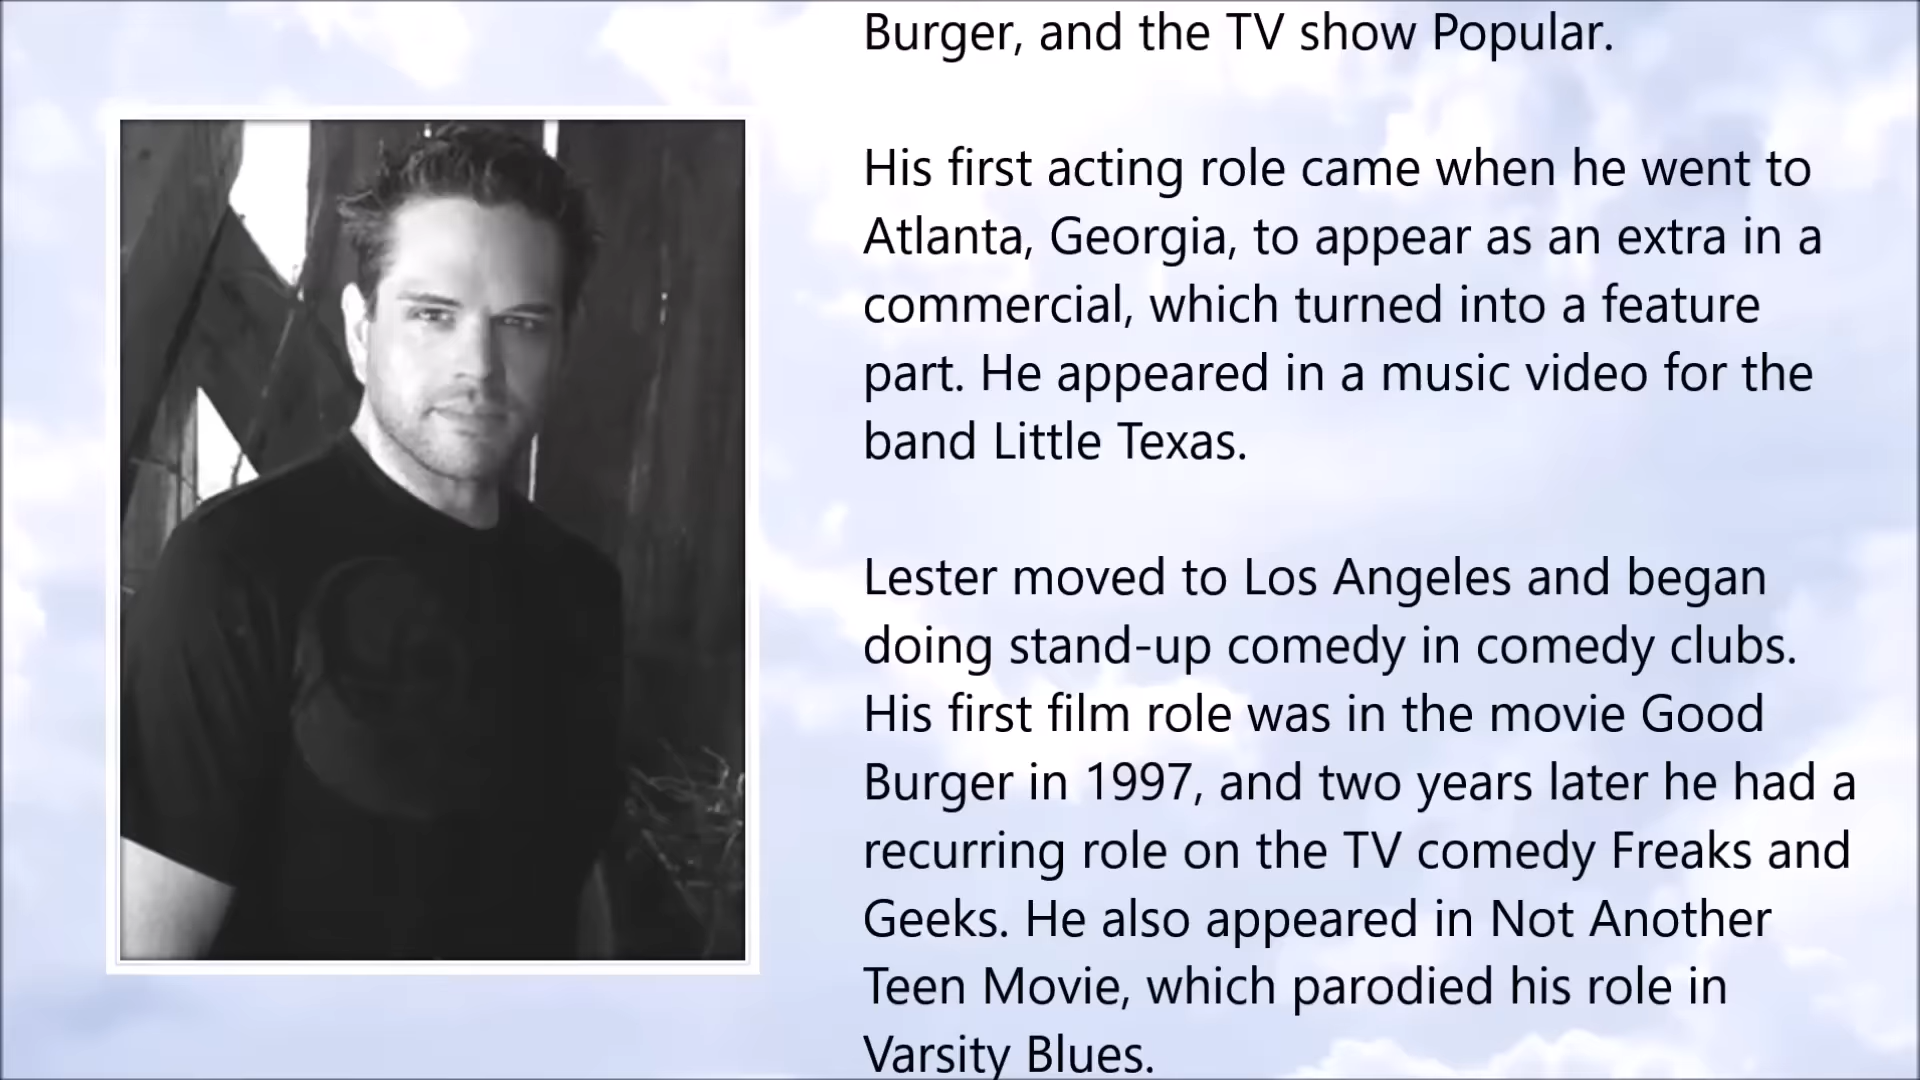 Burger, and the TV show Popular.
His first acting role came when he went to
Atlanta, Georgia, to appear as an extra in a
commercial, which turned into a feature
part. He appeared in a music video for the
band Little Texas.
Lester moved to Los Angeles and began
doing stand-up comedy in comedy clubs.
His first film role was in the movie Good
Burger in 1997, and two years later he had a
recurring role on the TV comedy Freaks and
Geeks. He also appeared in Not Another
Teen Movie, which parodied his role in
Varsity Blues.